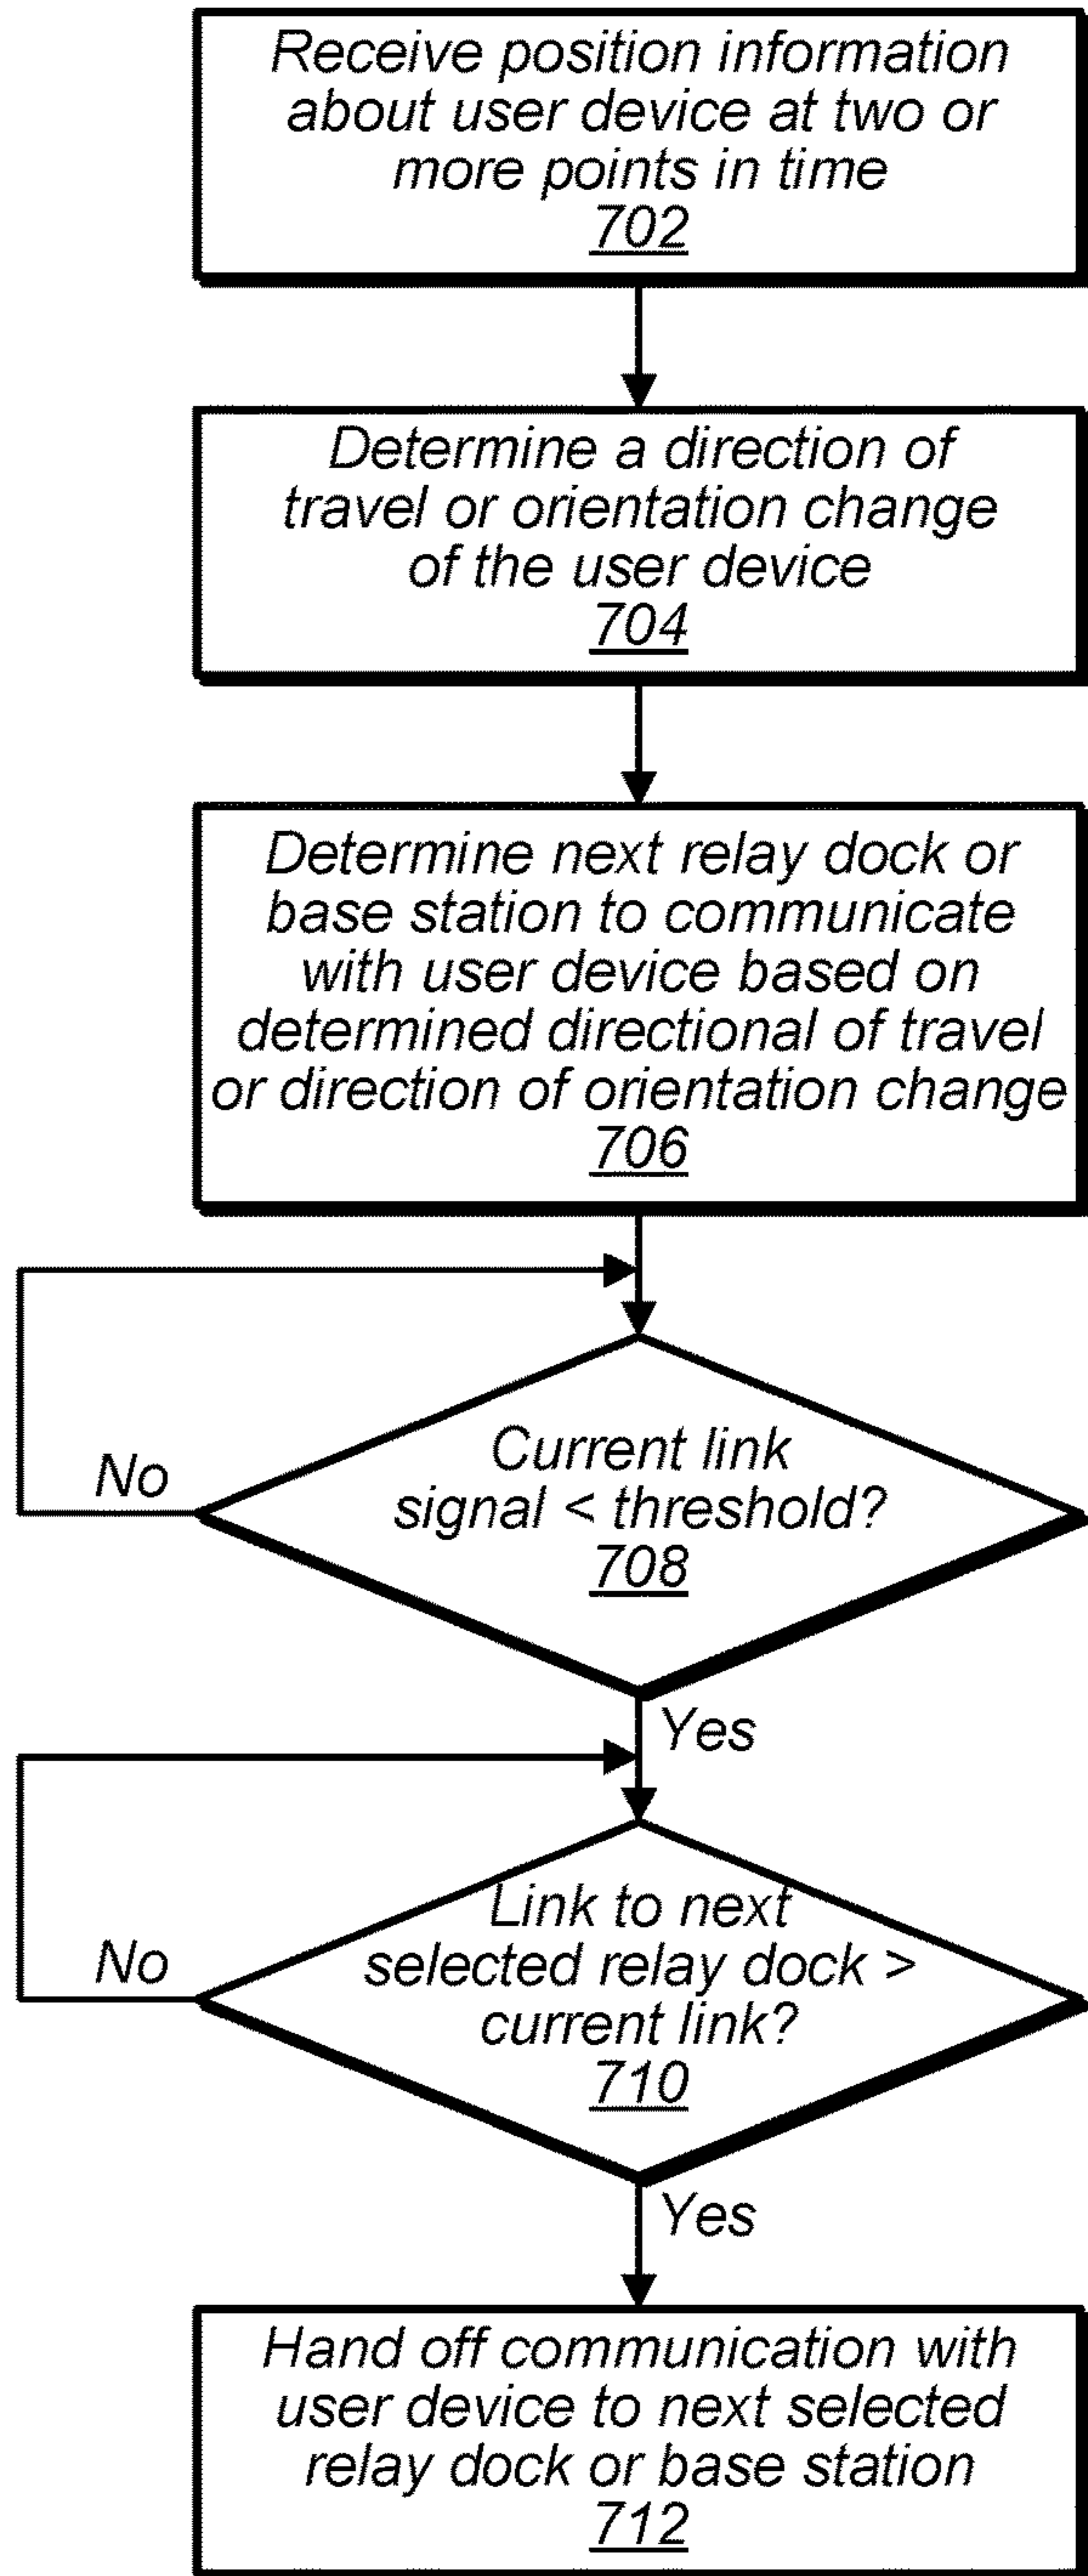 Receive position information
about user device at two or
more points in time
702
Determine a direction of
travel or orientation change
of the user device
704
Determine next relay dock or
base station to communicate
with user device based on
determined directional of travel
or direction of orientation change
706
Current link
signal < threshold?
708
No
Yes
Link to next
selected relay dock >
current link?
710
No
Yes
Hand off communication with
user device to next selected
relay dock or base station
712